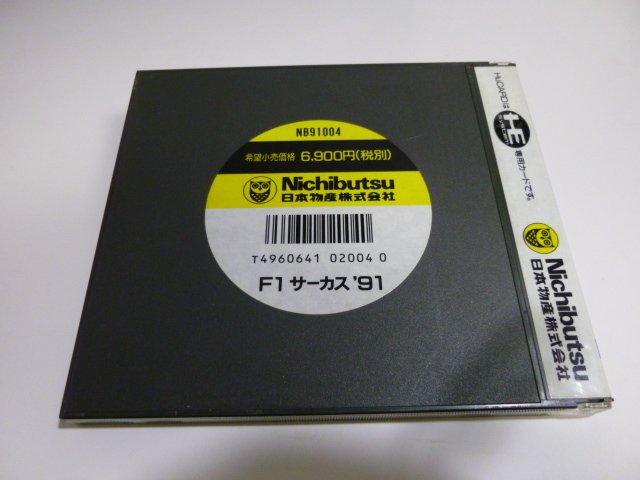 NB91004
希望小売価格 6,900円(税別)
Nichibutsu
日本物産株式会社
T4960641 02004 0
F1 サーカス '91
HuCARDは
HE
専用カードです。
Nichibutsu
日本物産株式会社